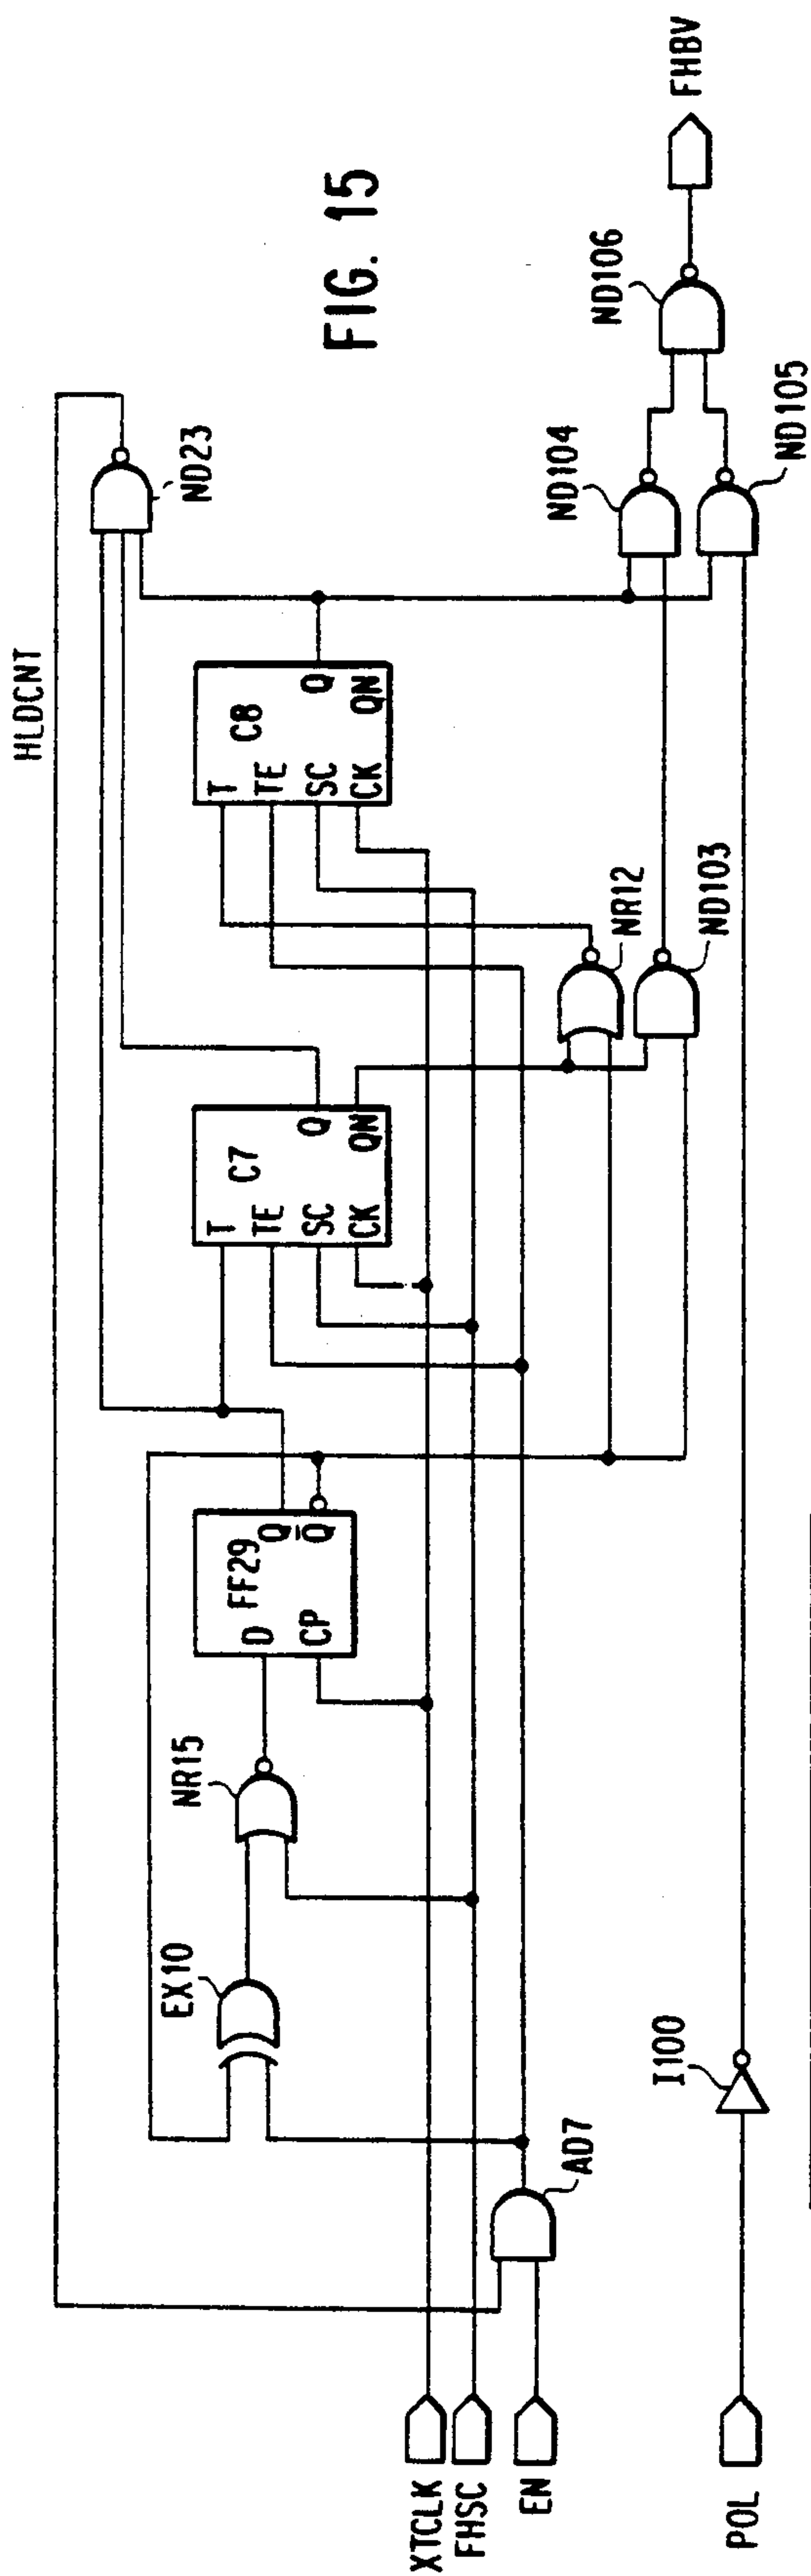 FIG. 15
HLDCNT
ND23
FHBV
ND106
ND104
ND105
C8
T
TE
SC
CK
Q
QN
NR12
ND103
C7
T
TE
SC
CK
Q
QN
FF29
D
CP
Q
Q̅
NR15
EX10
AD7
I100
XTCLK
FHSC
EN
POL